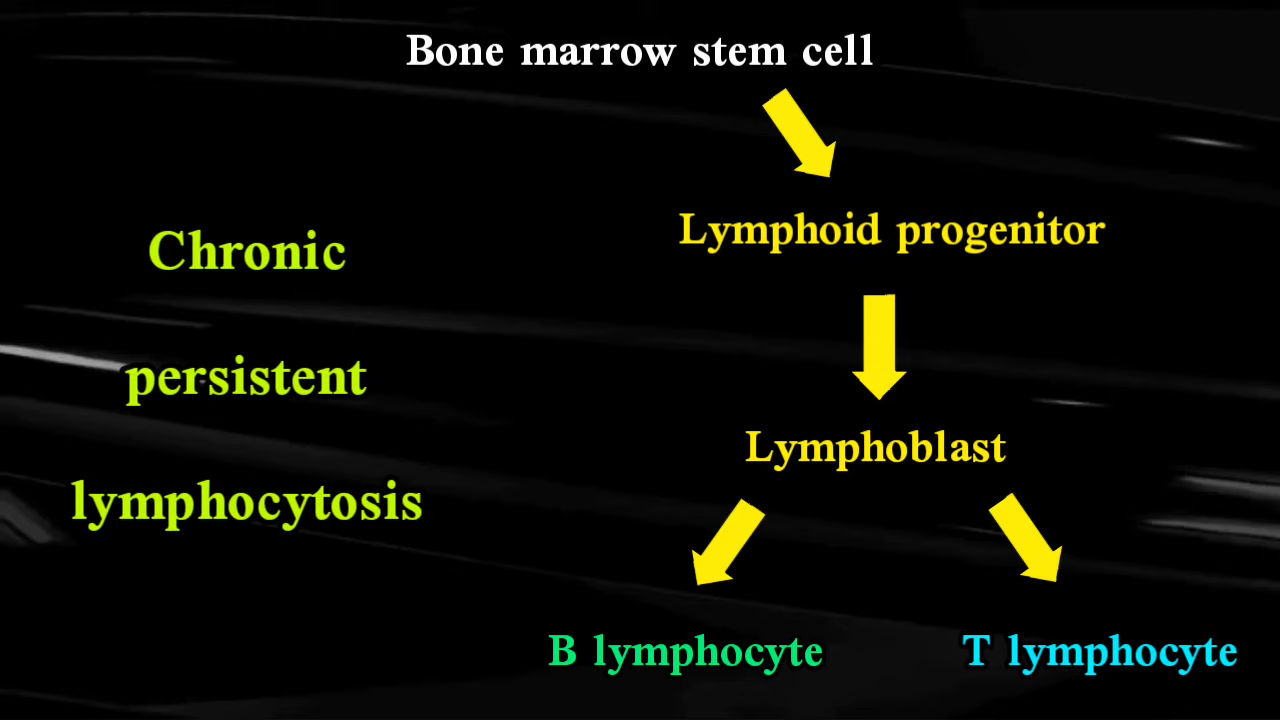 Bone marrow stem cell
Lymphoid progenitor
Chronic
persistent
lymphocytosis
Lymphoblast
B lymphocyte
T lymphocyte